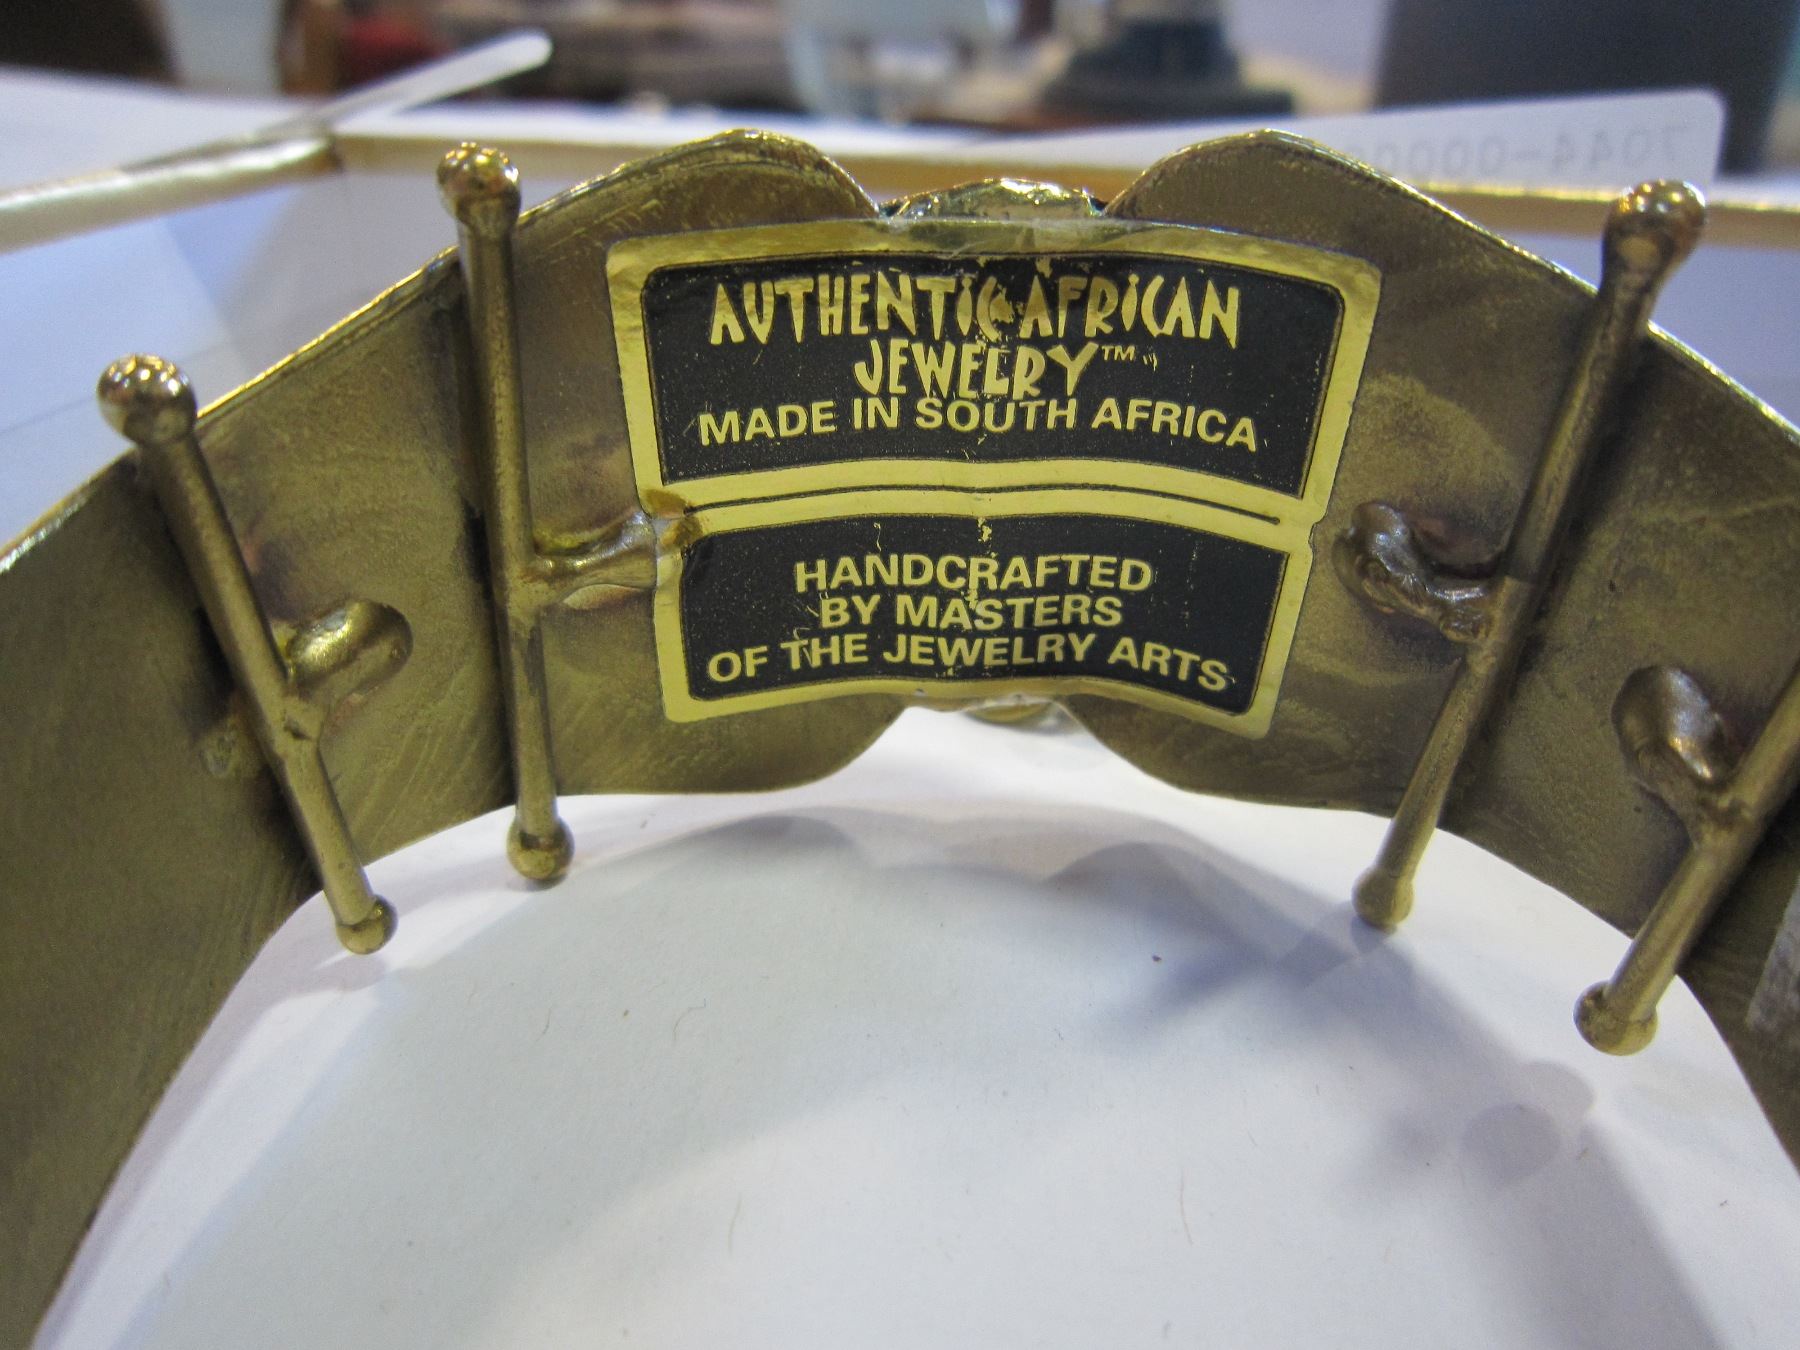 AUTHENTIC AFRICAN
JEWELRY™
MADE IN SOUTH AFRICA
HANDCRAFTED
BY MASTERS
OF THE JEWELRY ARTS